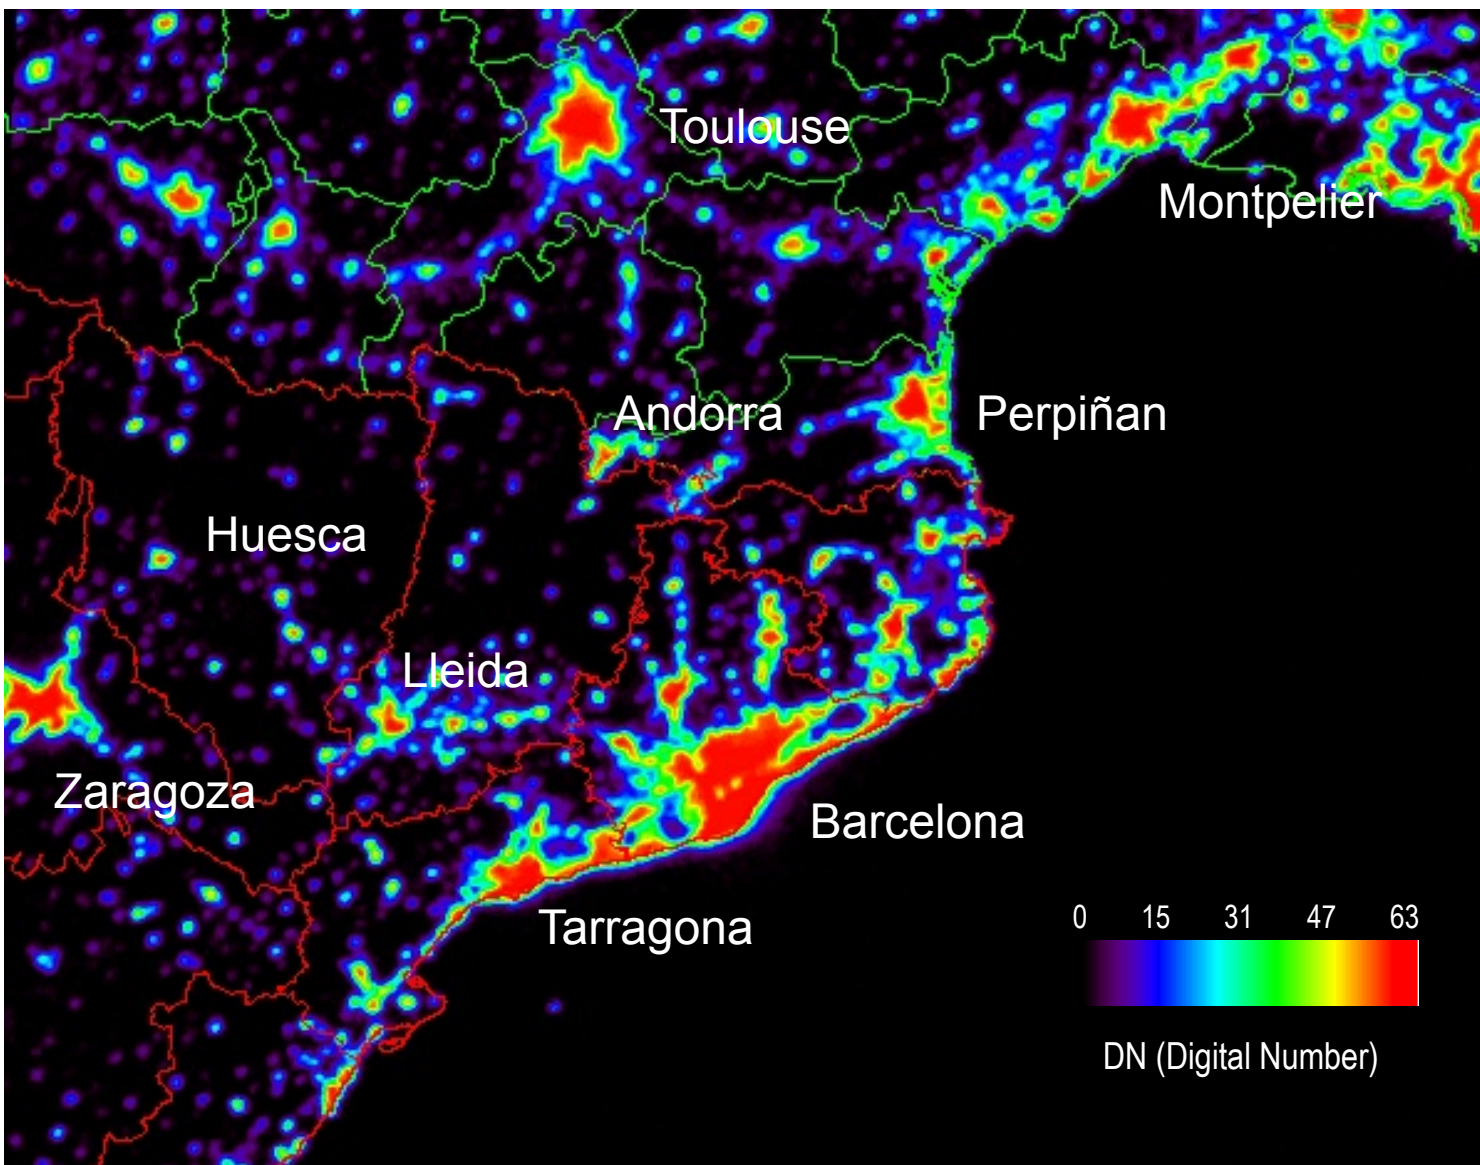 Toulouse
Montpelier
Andorra
Perpiñan
Huesca
Lleida
Zaragoza
Barcelona
Tarragona
0 15 31 47 63
DN (Digital Number)